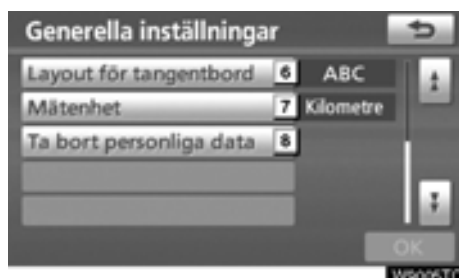 Generella inställningar
Layout för tangentbord 6 ABC
Mätenhet 7 Kilometre
Ta bort personliga data 8
OK